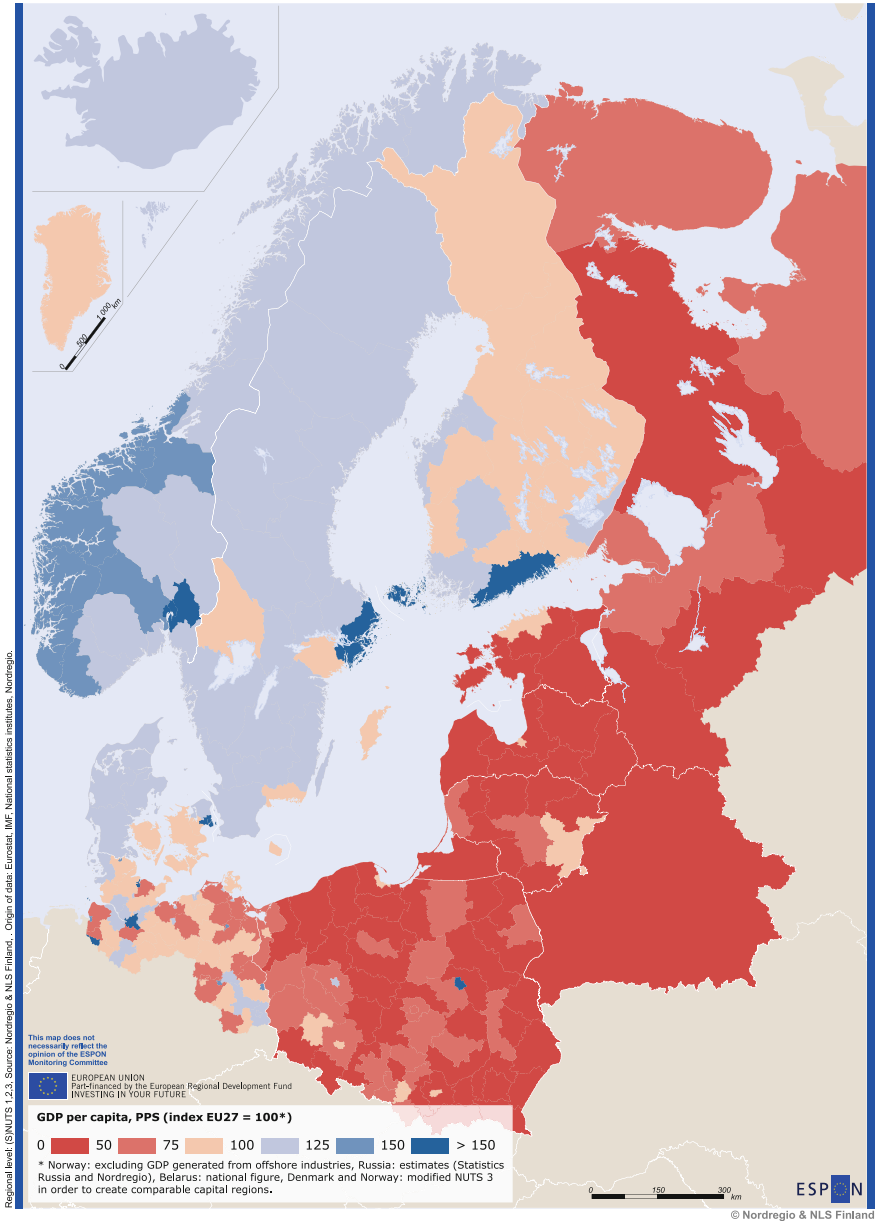 0
500
1 000
km
Regional level: (S)NUTS 1,2,3, Source: Nordregio & NLS Finland, . Origin of data: Eurostat, IMF, National statistics institutes, Nordregio.
This map does not
necessarily reflect the
opinion of the ESPON
Monitoring Committee
EUROPEAN UNION
Part-financed by the European Regional Development Fund
INVESTING IN YOUR FUTURE
GDP per capita, PPS (index EU27 = 100*)
0 50 75 100 125 150 > 150
* Norway: excluding GDP generated from offshore industries, Russia: estimates (Statistics
Russia and Nordregio), Belarus: national figure, Denmark and Norway: modified NUTS 3
in order to create comparable capital regions.
0 150 300
km
ESPON
© Nordregio & NLS Finland